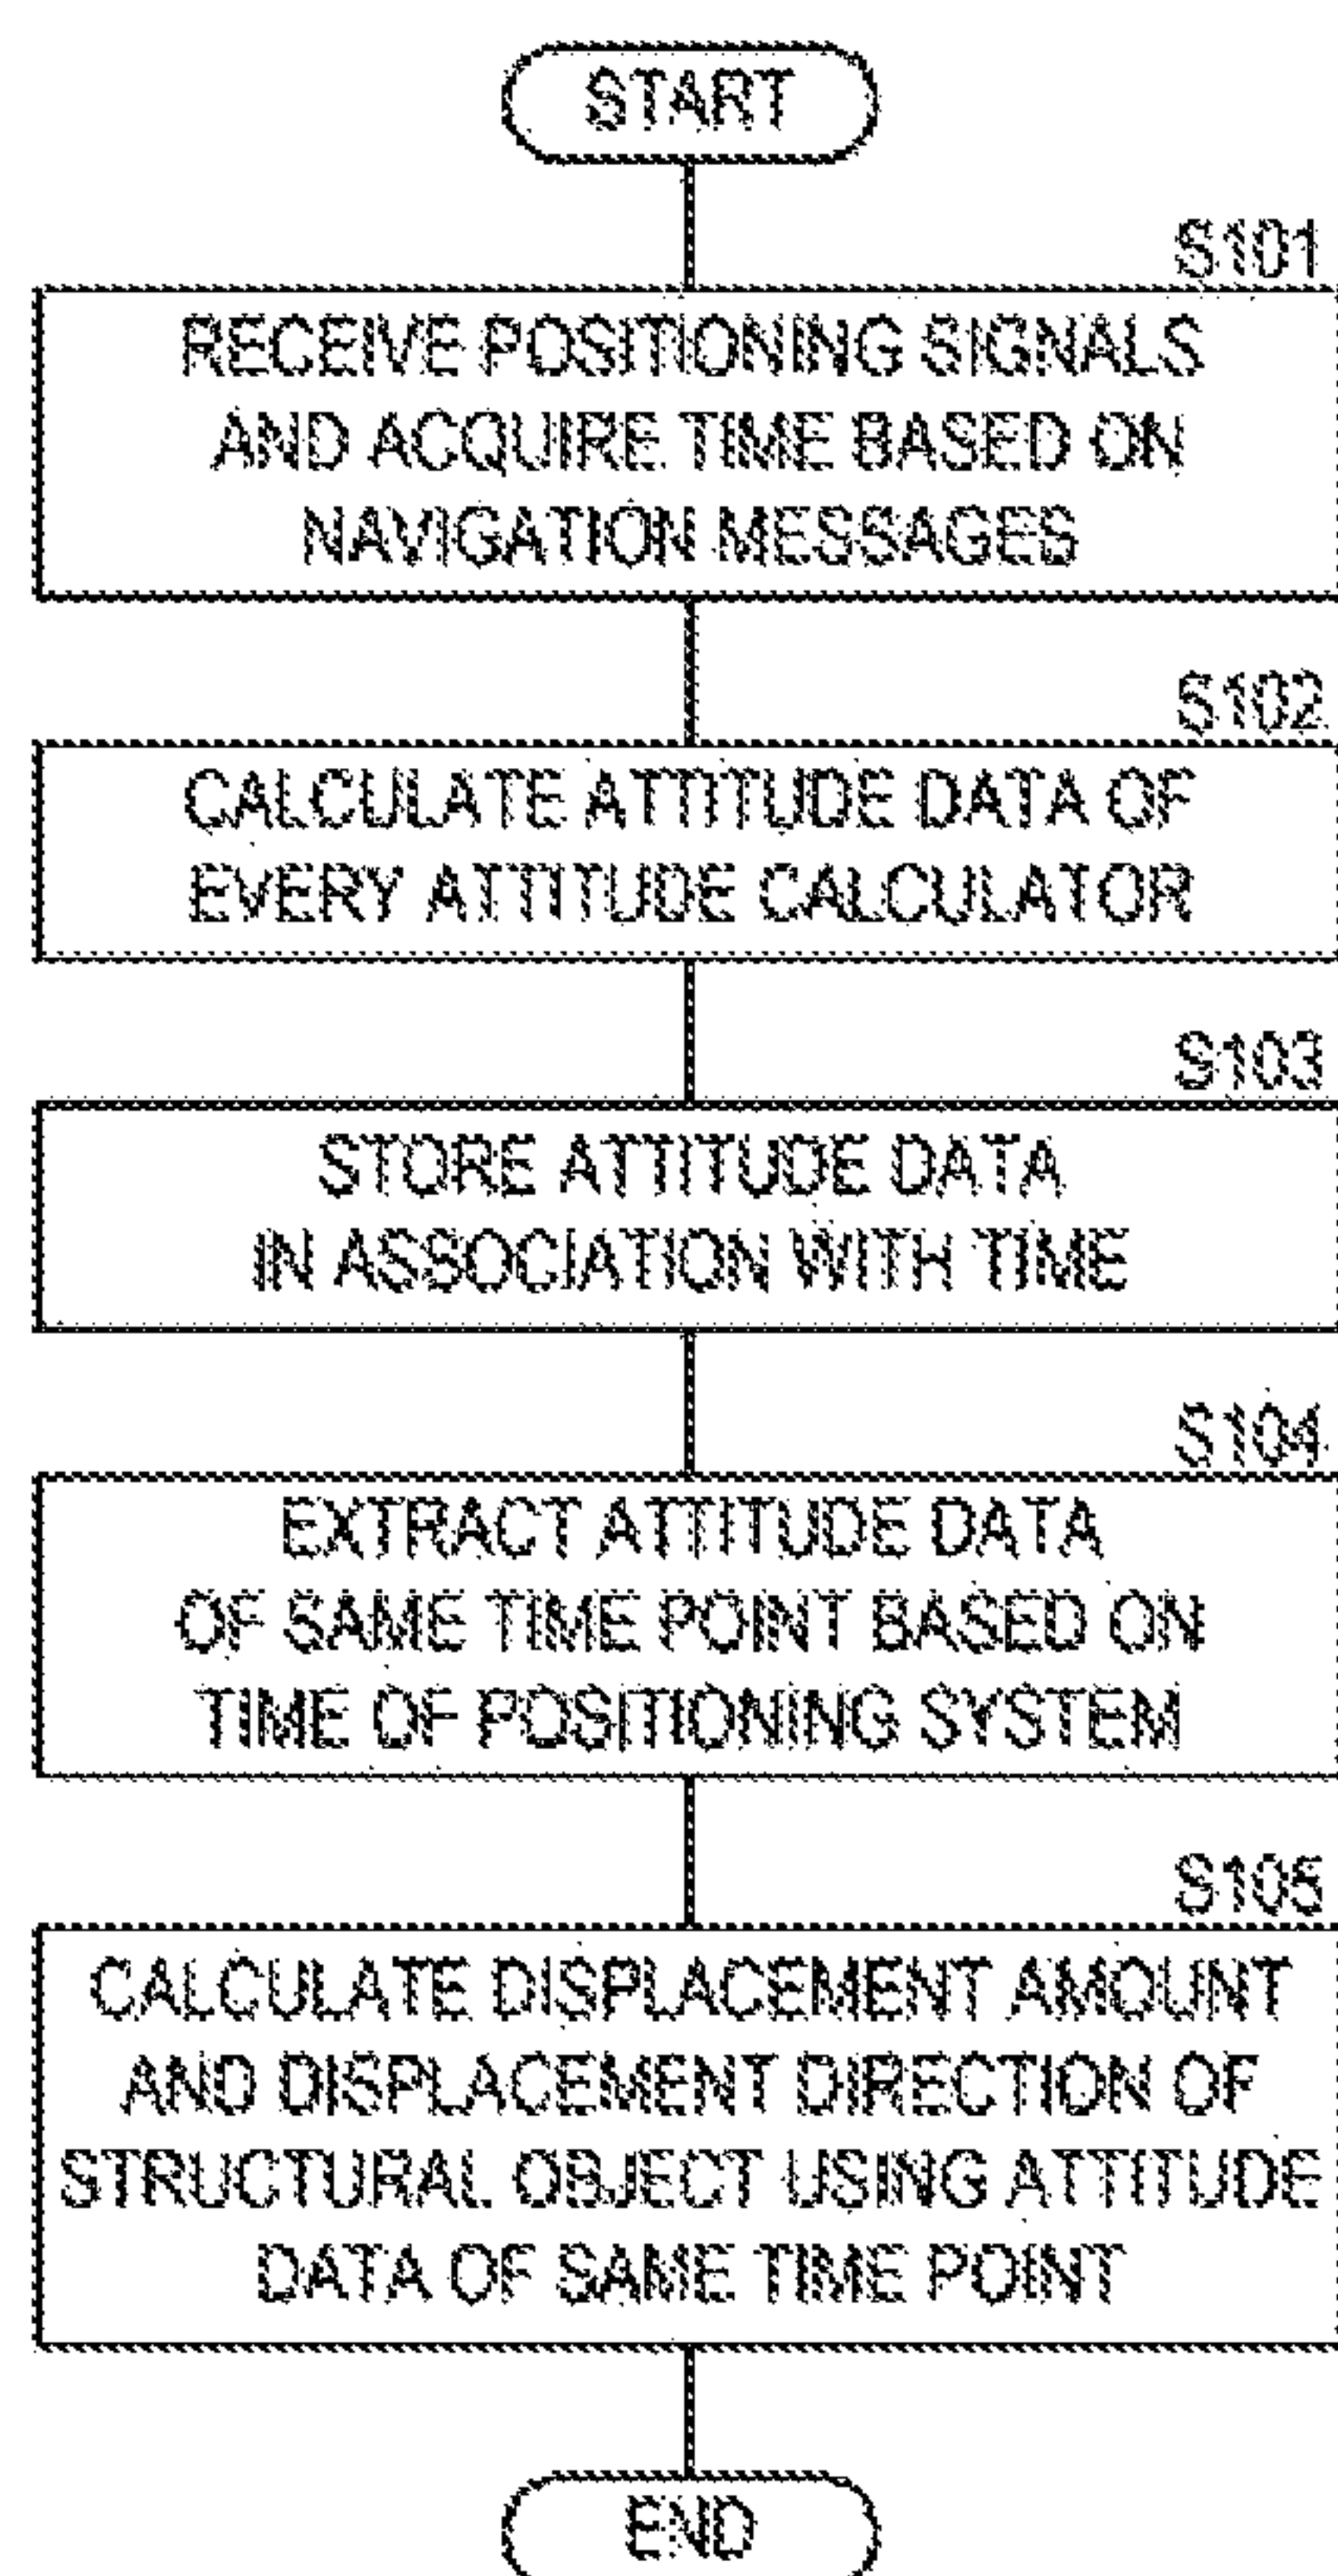 START
S101
RECEIVE POSITIONING SIGNALS
AND ACQUIRE TIME BASED ON
NAVIGATION MESSAGES
S102
CALCULATE ATTITUDE DATA OF
EVERY ATTITUDE CALCULATOR
S103
STORE ATTITUDE DATA
IN ASSOCIATION WITH TIME
S104
EXTRACT ATTITUDE DATA
OF SAME TIME POINT BASED ON
TIME OF POSITIONING SYSTEM
S105
CALCULATE DISPLACEMENT AMOUNT
AND DISPLACEMENT DIRECTION OF
STRUCTURAL OBJECT USING ATTITUDE
DATA OF SAME TIME POINT
END